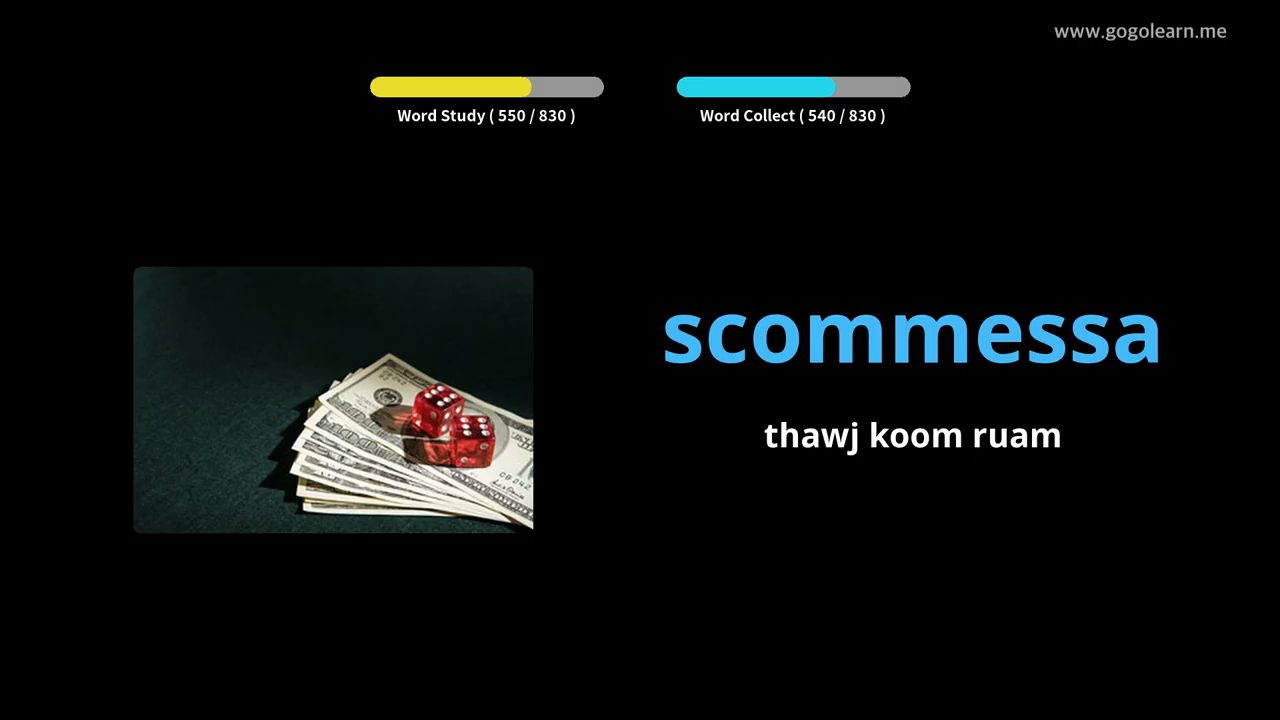 www.gogolearn.me
Word Study ( 550 / 830 )
Word Collect ( 540 / 830 )
scommessa
thawj koom ruam